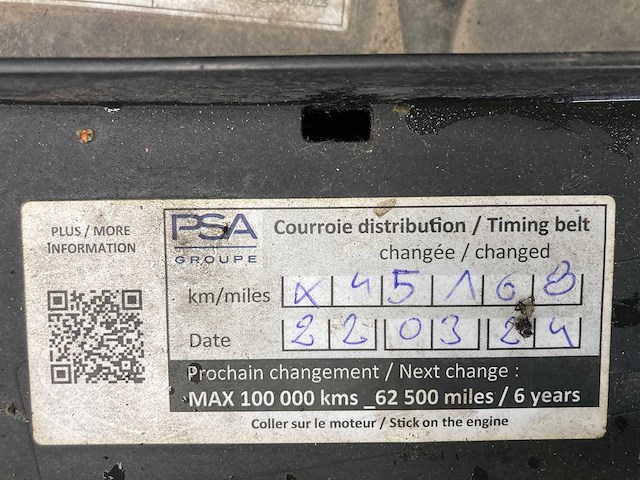 PLUS / MORE
INFORMATION
PSA
GROUPE
Courroie distribution / Timing belt
changée / changed
km/miles X 4 5 1 6 8
Date 2 2 0 3 2 4
Prochain changement / Next change :
MAX 100 000 kms _62 500 miles / 6 years
Coller sur le moteur / Stick on the engine